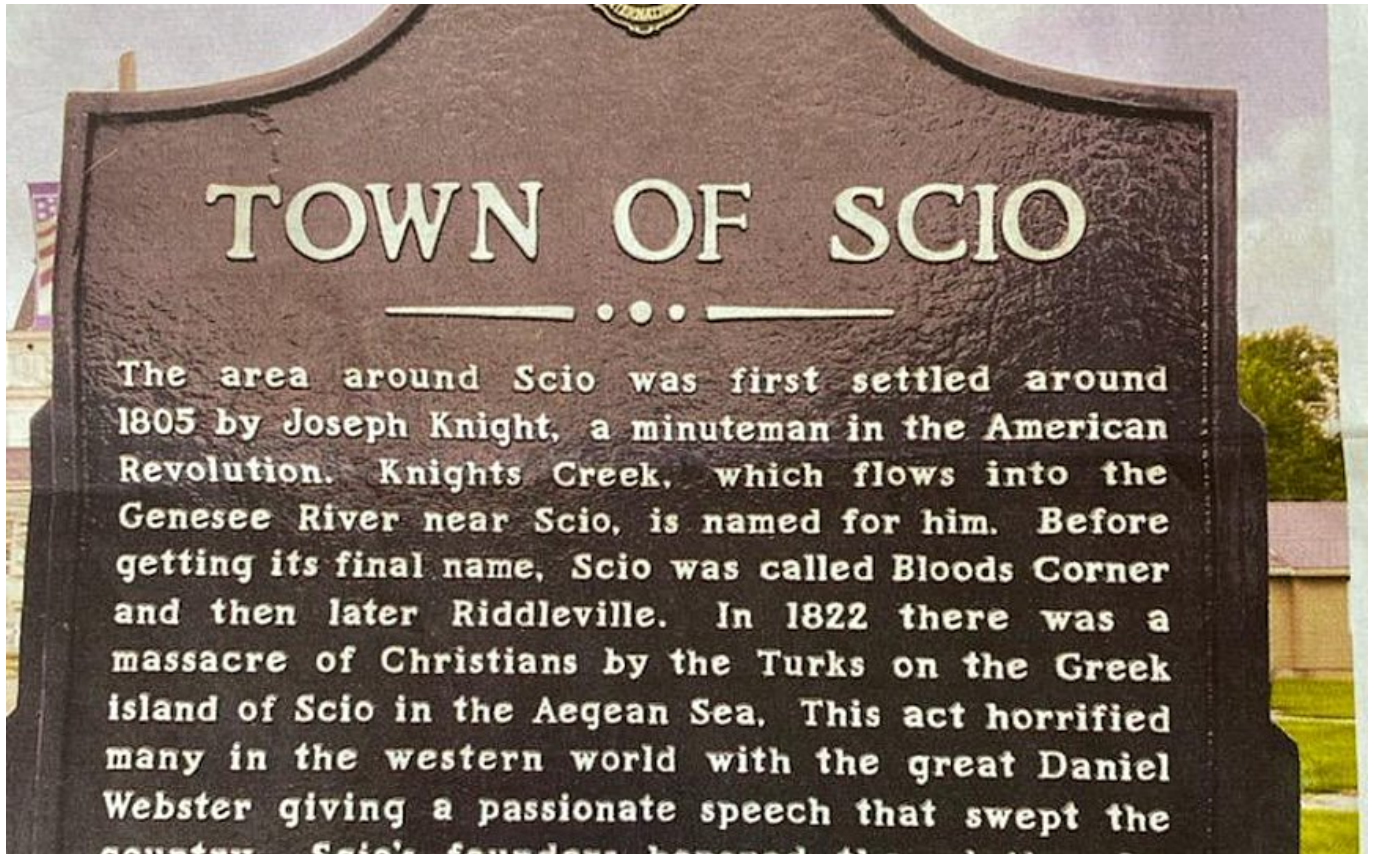 TOWN OF SCIO
The area around Scio was first settled around
1805 by Joseph Knight, a minuteman in the American
Revolution. Knights Creek, which flows into the
Genesee River near Scio, is named for him. Before
getting its final name, Scio was called Bloods Corner
and then later Riddleville. In 1822 there was a
massacre of Christians by the Turks on the Greek
island of Scio in the Aegean Sea. This act horrified
many in the western world with the great Daniel
Webster giving a passionate speech that swept the
country. Scio's founders honored